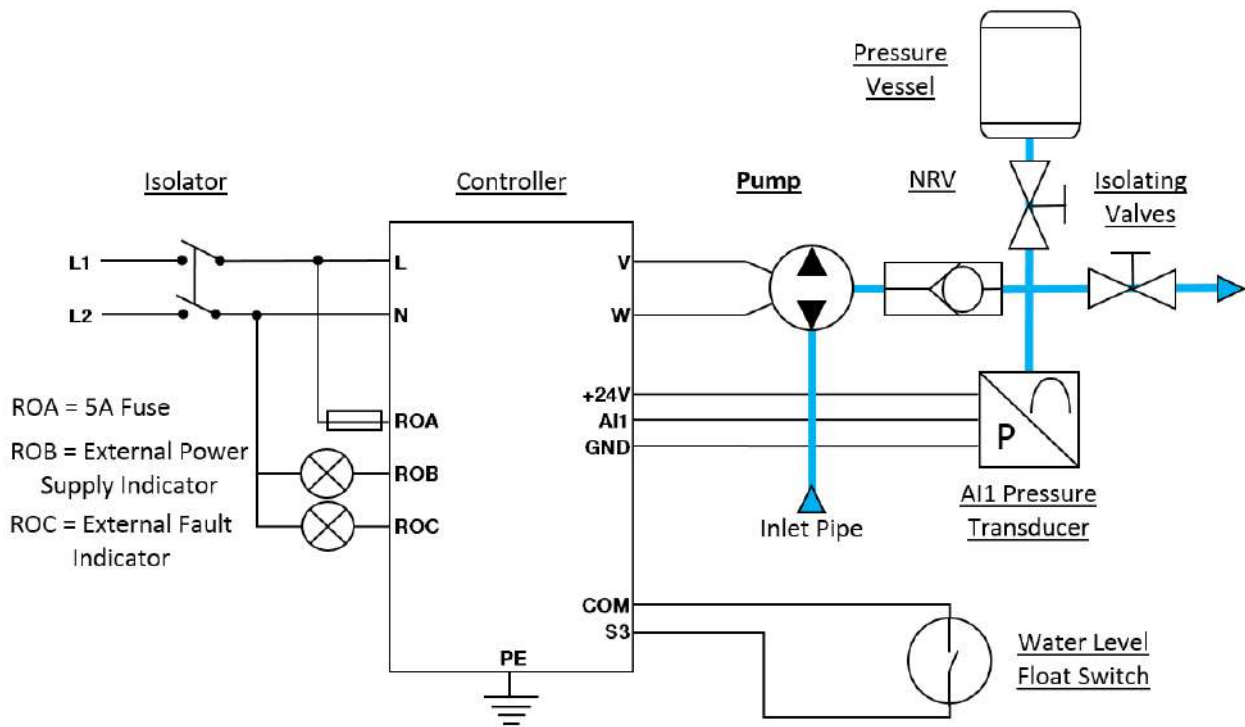 Pressure
Vessel
Isolator
Controller
Pump
NRV
Isolating
Valves
L1
L
V
L2
N
W
ROA = 5A Fuse
ROA
+24V
AI1
GND
P
ROB = External Power
Supply Indicator
ROB
ROC = External Fault
Indicator
ROC
Inlet Pipe
AI1 Pressure
Transducer
COM
S3
PE
Water Level
Float Switch